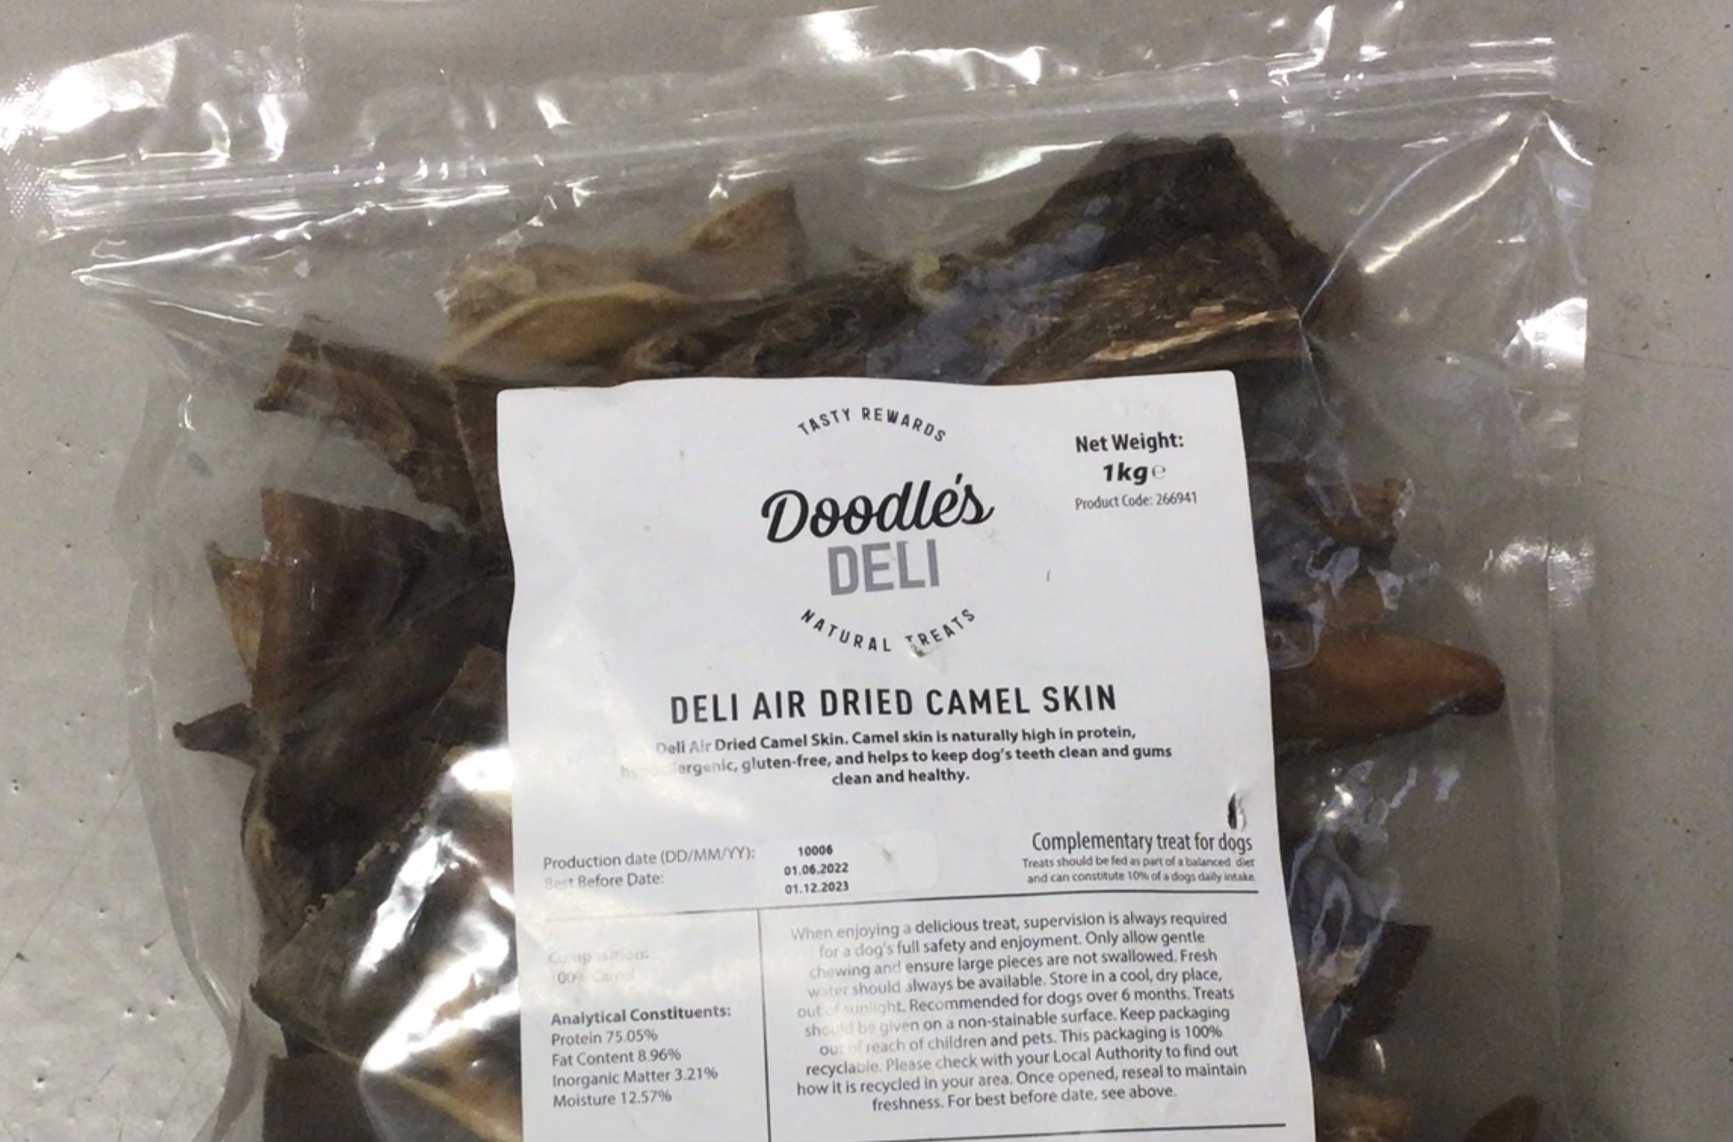 TASTY REWARDS
Doodle's
DELI
NATURAL TREATS
Net Weight:
1kg℮
Product Code: 266941
DELI AIR DRIED CAMEL SKIN
Deli Air Dried Camel Skin. Camel skin is naturally high in protein,
gluten-free, and helps to keep dog's teeth clean and gums
clean and healthy.
Production date (DD/MM/YY):
Best Before Date:
10006
01.06.2022
01.12.2023
Complementary treat for dogs
Treats should be fed as part of a balanced diet
and can constitute 10% of a dogs daily intake.
Composition:
100% Camel
Analytical Constituents:
Protein 75.05%
Fat Content 8.96%
Inorganic Matter 3.21%
Moisture 12.57%
When enjoying a delicious treat, supervision is always required
for a dog's full safety and enjoyment. Only allow gentle
chewing and ensure large pieces are not swallowed. Fresh
water should always be available. Store in a cool, dry place,
out of sunlight. Recommended for dogs over 6 months. Treats
should be given on a non-stainable surface. Keep packaging
out of reach of children and pets. This packaging is 100%
recyclable. Please check with your Local Authority to find out
how it is recycled in your area. Once opened, reseal to maintain
freshness. For best before date, see above.